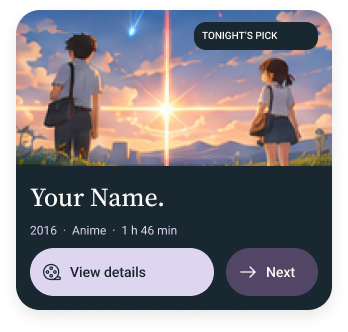 TONIGHT'S PICK
Your Name.
2016 · Anime · 1 h 46 min
View details
Next